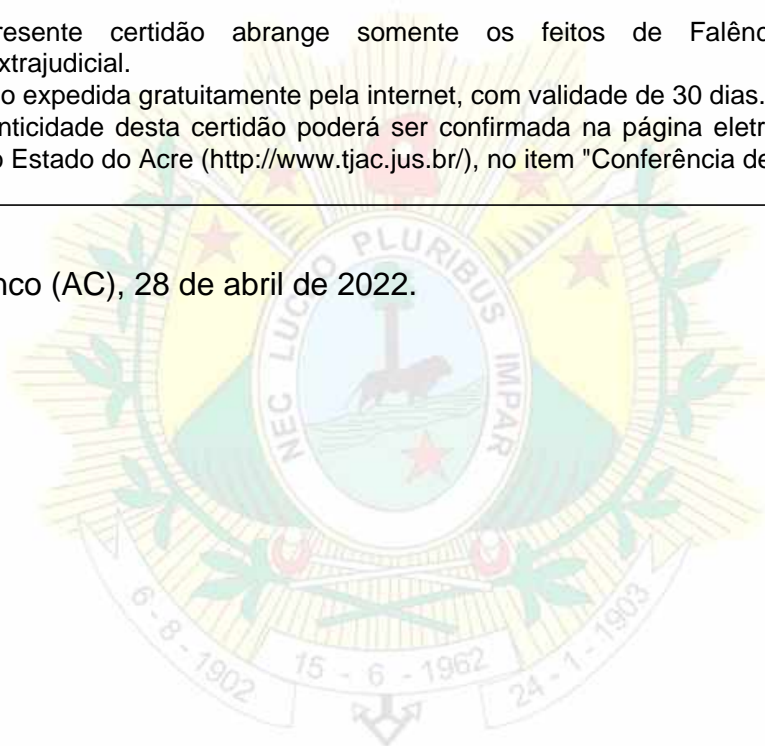 resente certidão abrange somente os feitos de Falênc
xtrajudicial.
o expedida gratuitamente pela internet, com validade de 30 dias.
nticidade desta certidão poderá ser confirmada na página eletr
o Estado do Acre (http://www.tjac.jus.br/), no item "Conferência de
nco (AC), 28 de abril de 2022.
NEC LUCEO PLURIBUS IMPAR
6 - 8 - 1902
15 - 6 - 1962
24 - 1 - 1903